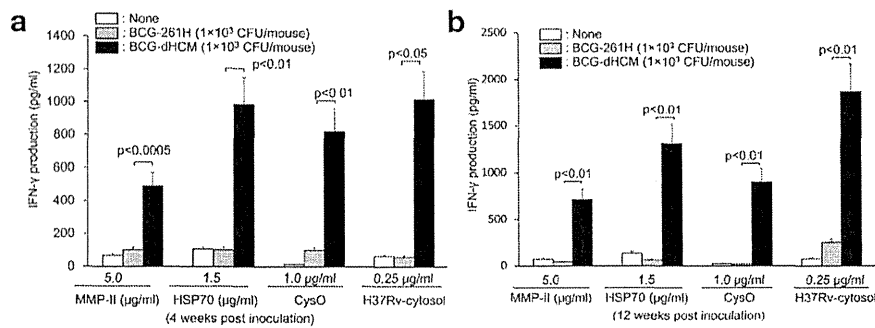 a
: None
: BCG-261H (1×10³ CFU/mouse)
: BCG-dHCM (1×10³ CFU/mouse)
IFN-γ production (pg/ml)
1400
1200
1000
800
600
400
200
0
p<0.0005
p<0.01
p<0 01
p<0.05
5.0
1.5
1.0 μg/ml
0.25 μg/ml
MMP-II (μg/ml)
HSP70 (μg/ml)
CysO
H37Rv-cytosol
(4 weeks post inoculation)
b
: None
: BCG-261H (1×10³ CFU/mouse)
: BCG-dHCM (1×10³ CFU/mouse)
IFN-γ production (pg/ml)
2500
2000
1500
1000
500
0
p<0.01
p<0.01
p<0.01
p<0.01
5.0
1.5
1.0 μg/ml
0.25 μg/ml
MMP-II (μg/ml)
HSP70 (μg/ml)
CysO
H37Rv-cytosol
(12 weeks post inoculation)